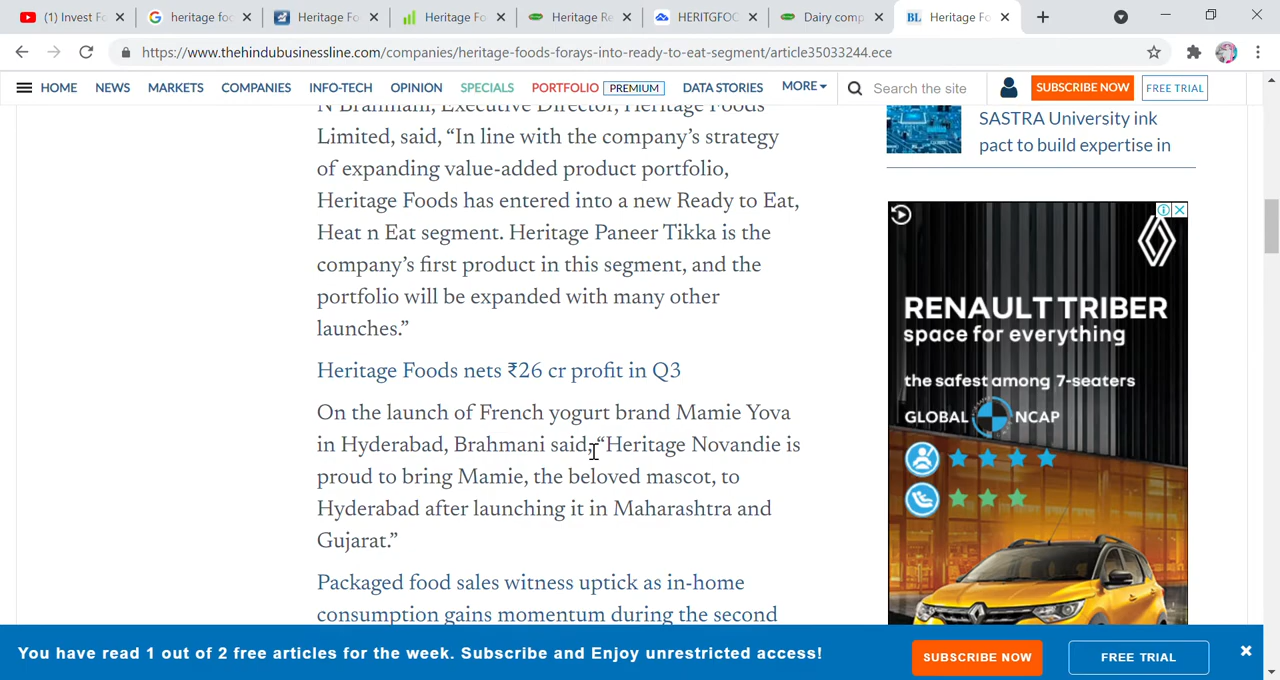 (1) Invest F
heritage foo
Heritage Fo
Heritage Fo
Heritage Re
HERITGFOO
Dairy comp
BL Heritage Fo
https://www.thehindubusinessline.com/companies/heritage-foods-forays-into-ready-to-eat-segment/article35033244.ece
HOME NEWS MARKETS COMPANIES INFO-TECH OPINION SPECIALS PORTFOLIO PREMIUM DATA STORIES MORE Search the site SUBSCRIBE NOW FREE TRIAL
N Brahmani, Executive Director, Heritage Foods
Limited, said, “In line with the company’s strategy
of expanding value-added product portfolio,
Heritage Foods has entered into a new Ready to Eat,
Heat n Eat segment. Heritage Paneer Tikka is the
company’s first product in this segment, and the
portfolio will be expanded with many other
launches.”
Heritage Foods nets ₹26 cr profit in Q3
On the launch of French yogurt brand Mamie Yova
in Hyderabad, Brahmani said, “Heritage Novandie is
proud to bring Mamie, the beloved mascot, to
Hyderabad after launching it in Maharashtra and
Gujarat.”
Packaged food sales witness uptick as in-home
consumption gains momentum during the second
SASTRA University ink
pact to build expertise in
RENAULT TRIBER
space for everything
the safest among 7-seaters
GLOBAL NCAP
You have read 1 out of 2 free articles for the week. Subscribe and Enjoy unrestricted access!
SUBSCRIBE NOW
FREE TRIAL